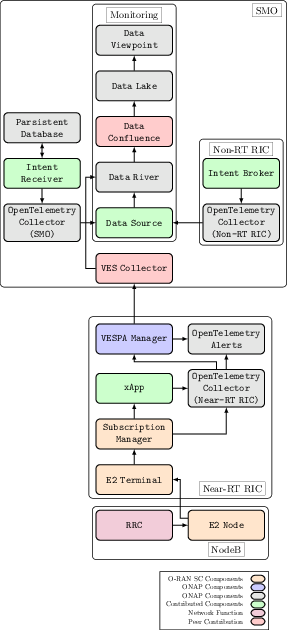 SMO
Monitoring
Data
Viewpoint
Data Lake
Parsistent
Database
Data
Confluence
Non-RT RIC
Intent
Receiver
Data River
Intent Broker
OpenTelemetry
Collector
(SMO)
Data Source
OpenTelemetry
Collector
(Non-RT RIC)
VES Collector
VESPA Manager
OpenTelemetry
Alerts
xApp
OpenTelemetry
Collector
(Near-RT RIC)
Subscription
Manager
E2 Terminal
Near-RT RIC
RRC
E2 Node
NodeB
O-RAN SC Components
ONAP Components
ONAP Components
Contributed Components
Network Function
Peer Contribution